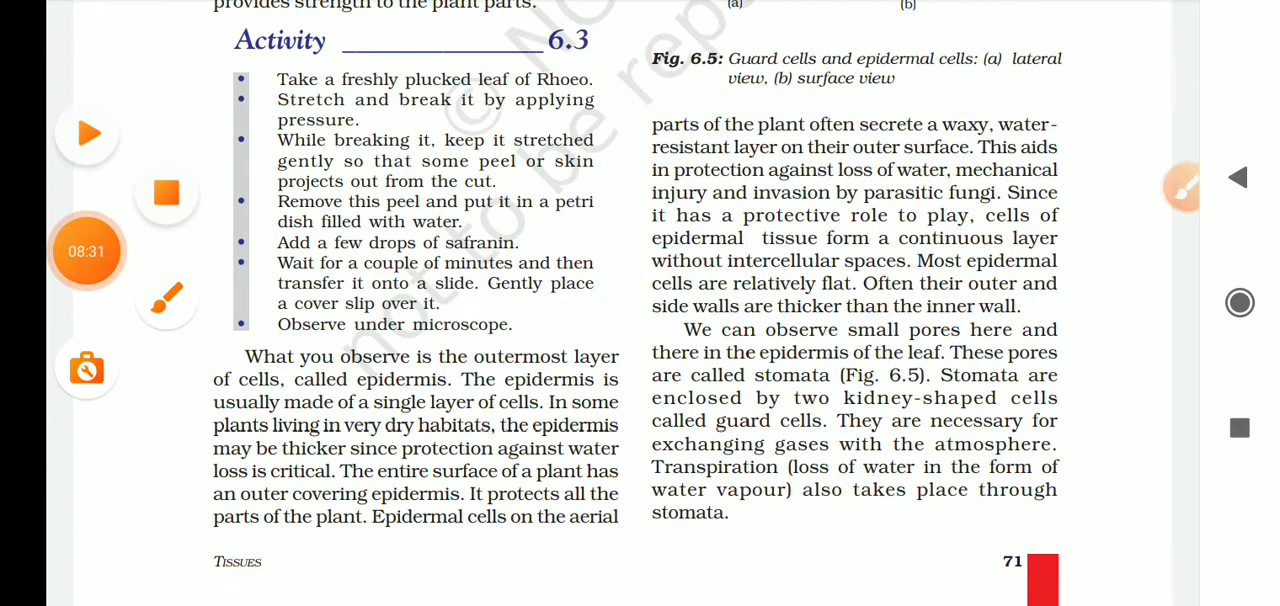 provides strength to the plant parts.
Activity 6.3
• Take a freshly plucked leaf of Rhoeo.
• Stretch and break it by applying
pressure.
• While breaking it, keep it stretched
gently so that some peel or skin
projects out from the cut.
• Remove this peel and put it in a petri
dish filled with water.
• Add a few drops of safranin.
• Wait for a couple of minutes and then
transfer it onto a slide. Gently place
a cover slip over it.
• Observe under microscope.
What you observe is the outermost layer
of cells, called epidermis. The epidermis is
usually made of a single layer of cells. In some
plants living in very dry habitats, the epidermis
may be thicker since protection against water
loss is critical. The entire surface of a plant has
an outer covering epidermis. It protects all the
parts of the plant. Epidermal cells on the aerial
(a) (b)
Fig. 6.5: Guard cells and epidermal cells: (a) lateral
view, (b) surface view
parts of the plant often secrete a waxy, water-
resistant layer on their outer surface. This aids
in protection against loss of water, mechanical
injury and invasion by parasitic fungi. Since
it has a protective role to play, cells of
epidermal tissue form a continuous layer
without intercellular spaces. Most epidermal
cells are relatively flat. Often their outer and
side walls are thicker than the inner wall.
We can observe small pores here and
there in the epidermis of the leaf. These pores
are called stomata (Fig. 6.5). Stomata are
enclosed by two kidney-shaped cells
called guard cells. They are necessary for
exchanging gases with the atmosphere.
Transpiration (loss of water in the form of
water vapour) also takes place through
stomata.
TISSUES
71
08:31
©
not to be rep